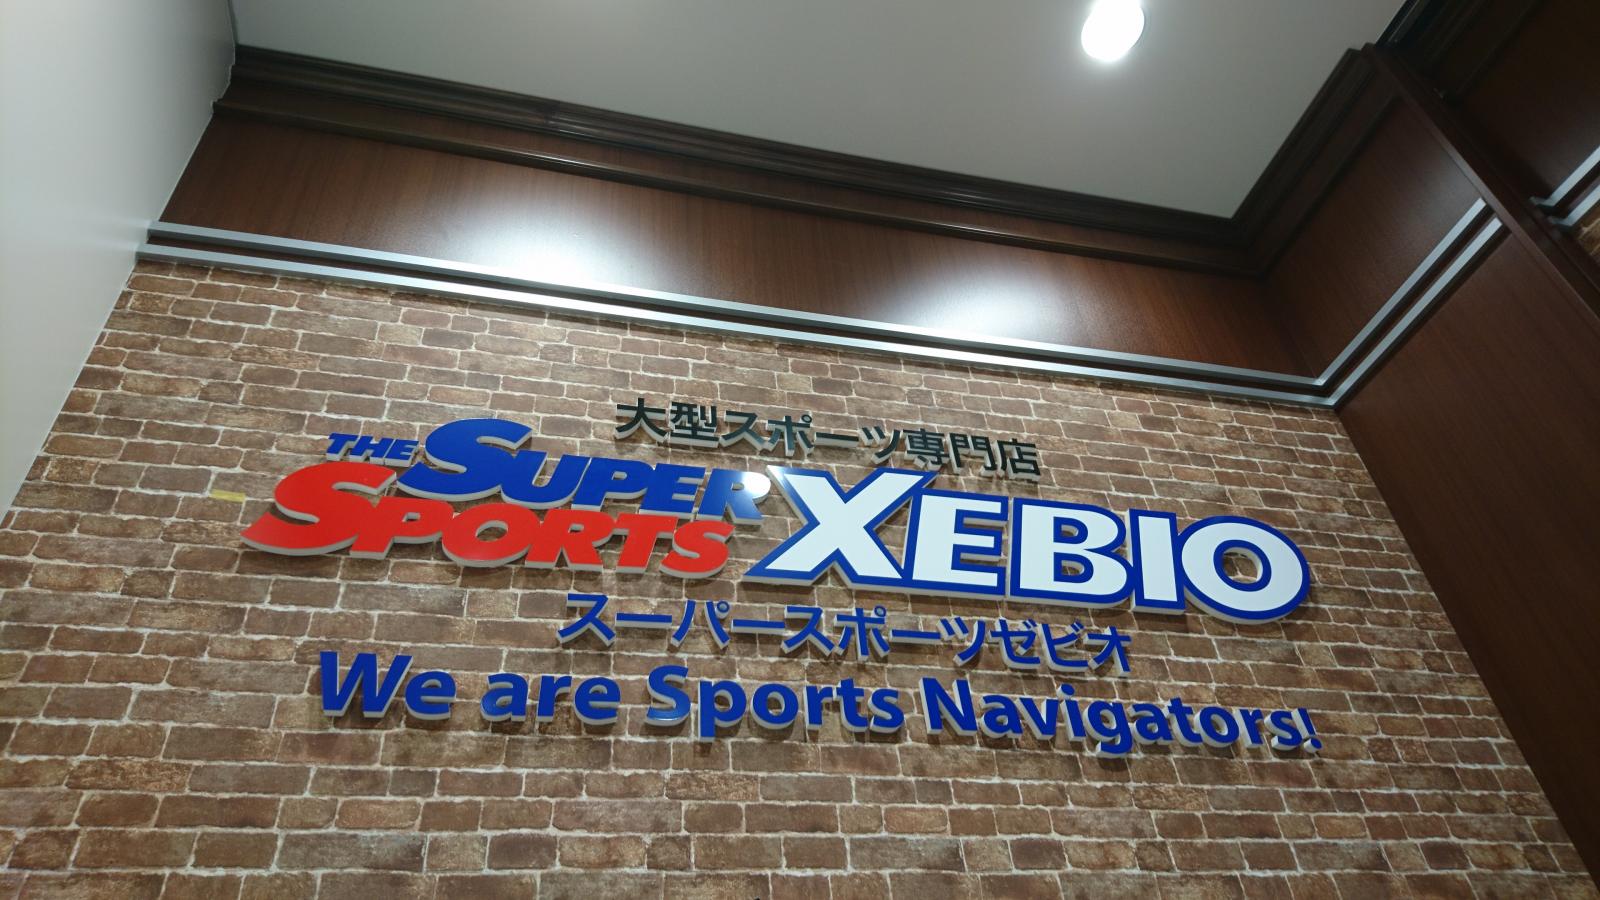 大型スポーツ専門店
THE SUPER
SPORTS XEBIO
スーパースポーツゼビオ
We are Sports Navigators!